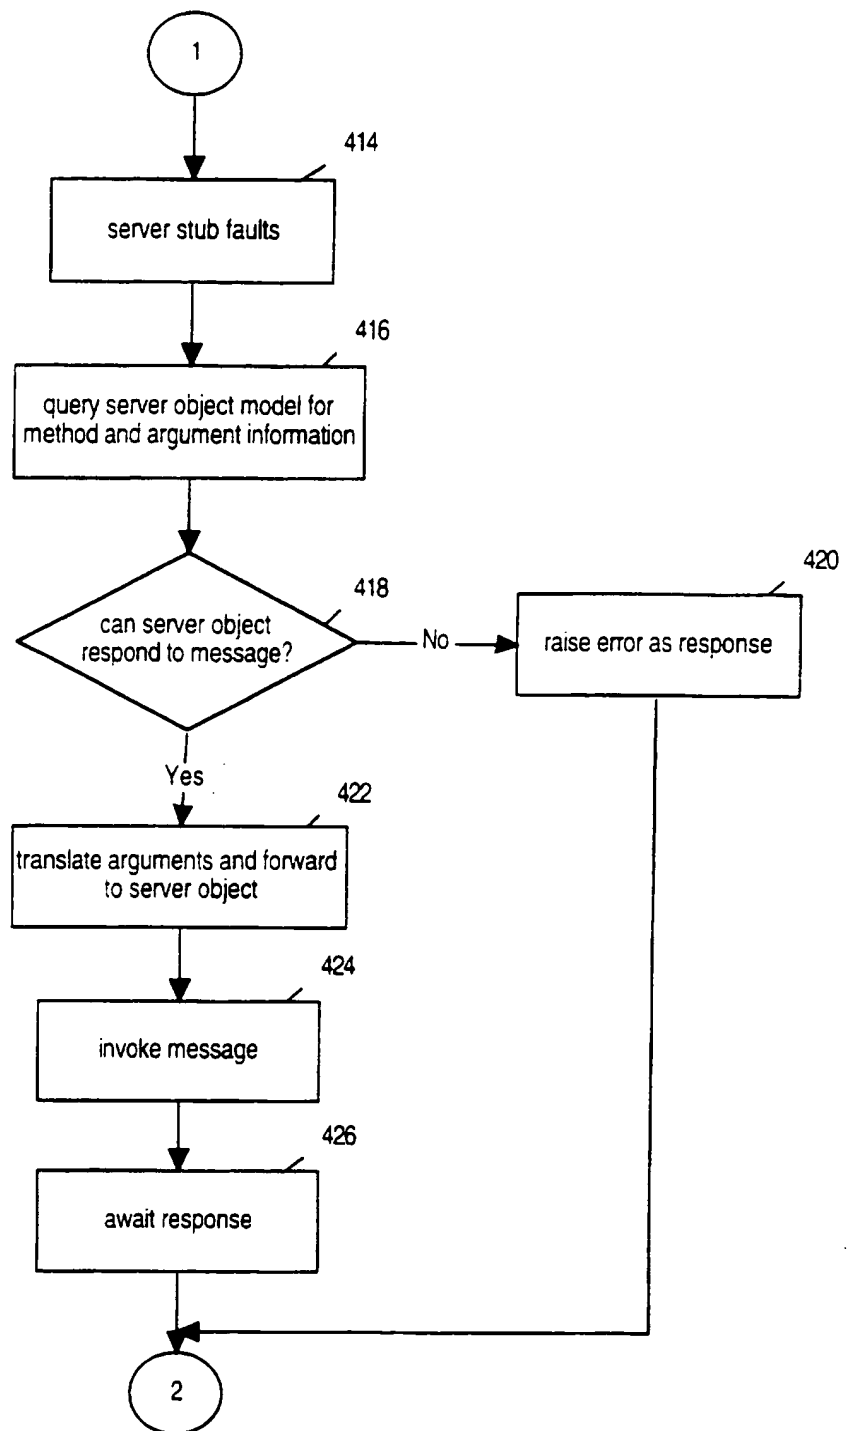 1
414
server stub faults
416
query server object model for
method and argument information
418
can server object
respond to message?
No
420
raise error as response
Yes
422
translate arguments and forward
to server object
424
invoke message
426
await response
2